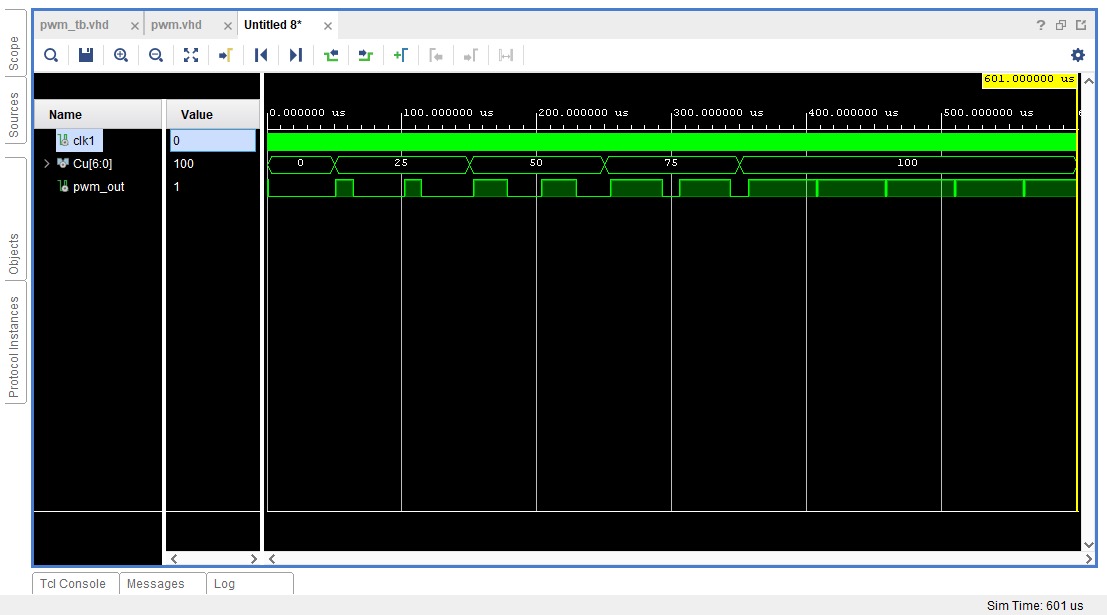 pwm_tb.vhd × pwm.vhd × Untitled 8* ×
?
Scope
Sources
Objects
Protocol Instances
601.000000 us
Name Value
0.000000 us 100.000000 us 200.000000 us 300.000000 us 400.000000 us 500.000000 us
clk1 0
Cu[6:0] 100 0 25 50 75 100
pwm_out 1
Tcl Console Messages Log
Sim Time: 601 us